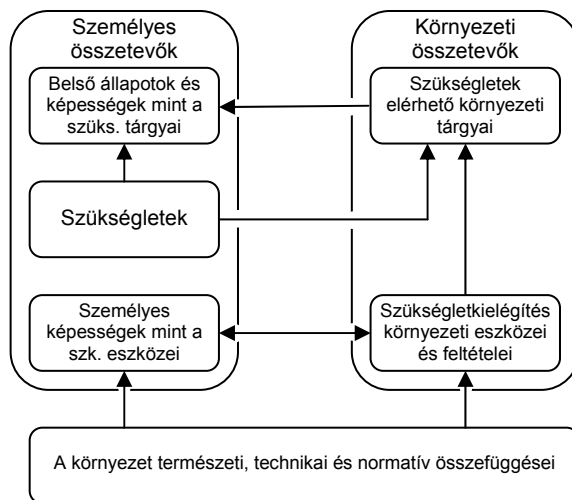 Személyes
összetevők
Belső állapotok és
képességek mint a
szüks. tárgyai
Szükségletek
Személyes
képességek mint a
szk. eszközei
Környezeti
összetevők
Szükségletek
elérhető környezeti
tárgyai
Szükségletkielégítés
környezeti eszközei
és feltételei
A környezet természeti, technikai és normatív összefüggései